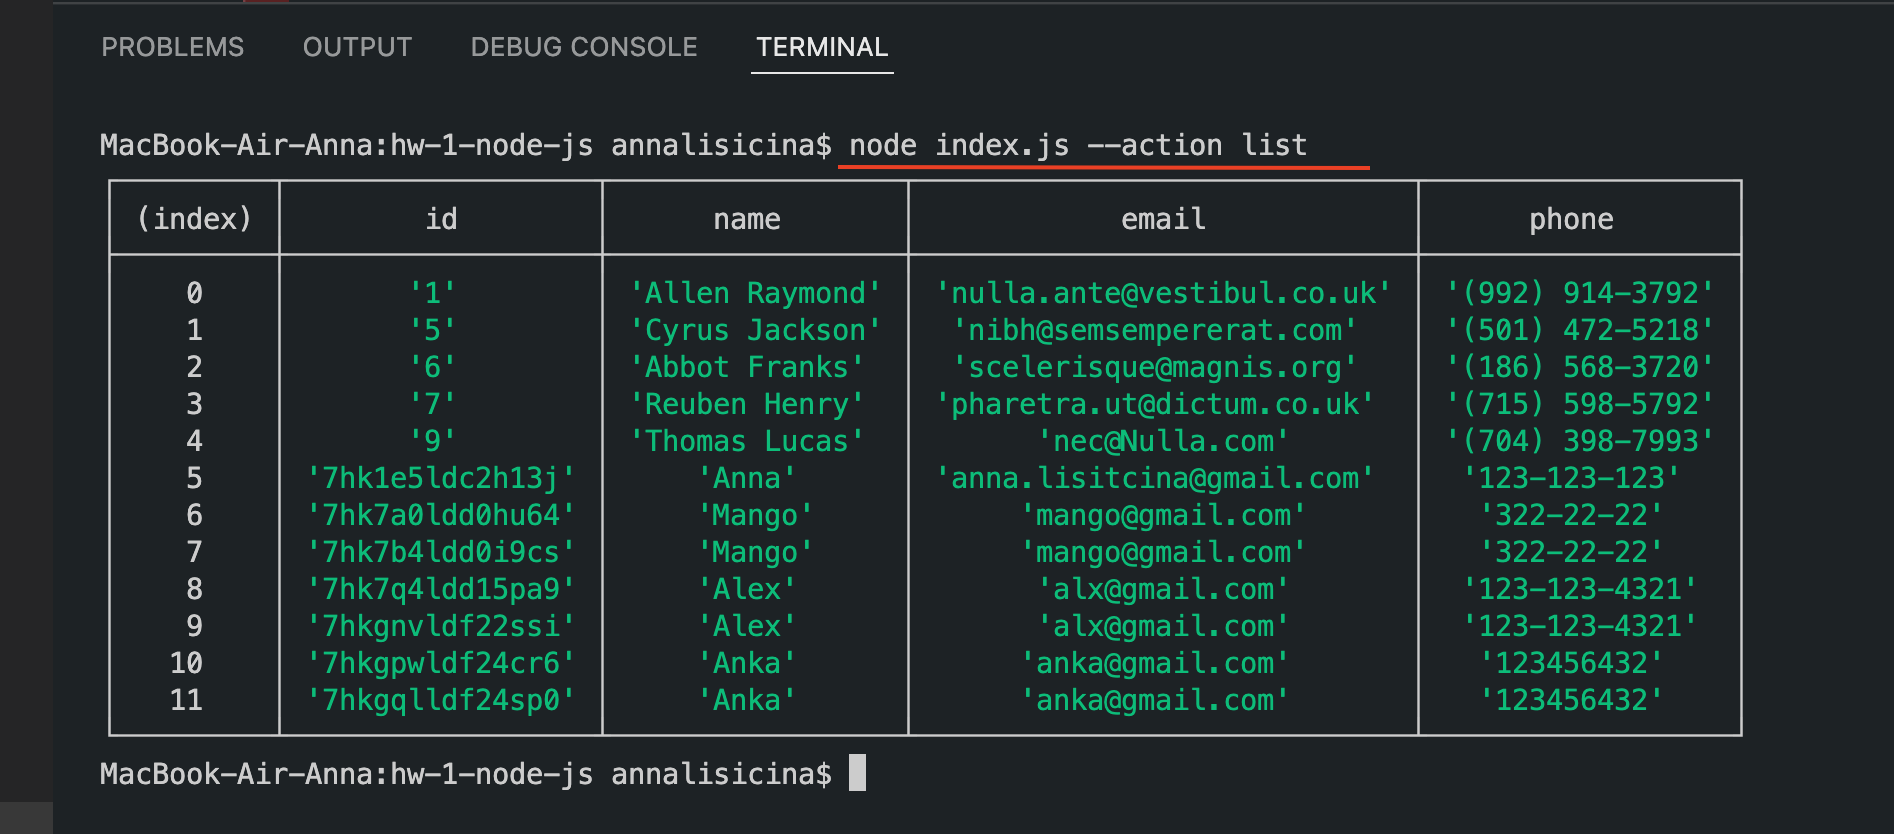 PROBLEMS OUTPUT DEBUG CONSOLE TERMINAL
MacBook-Air-Anna:hw-1-node-js annalisicina$ node index.js --action list
(index) id name email phone
0 '1' 'Allen Raymond' 'nulla.ante@vestibul.co.uk' '(992) 914-3792'
1 '5' 'Cyrus Jackson' 'nibh@semsempererat.com' '(501) 472-5218'
2 '6' 'Abbot Franks' 'scelerisque@magnis.org' '(186) 568-3720'
3 '7' 'Reuben Henry' 'pharetra.ut@dictum.co.uk' '(715) 598-5792'
4 '9' 'Thomas Lucas' 'nec@Nulla.com' '(704) 398-7993'
5 '7hk1e5ldc2h13j' 'Anna' 'anna.lisitcina@gmail.com' '123-123-123'
6 '7hk7a0ldd0hu64' 'Mango' 'mango@gmail.com' '322-22-22'
7 '7hk7b4ldd0i9cs' 'Mango' 'mango@gmail.com' '322-22-22'
8 '7hk7q4ldd15pa9' 'Alex' 'alx@gmail.com' '123-123-4321'
9 '7hkgnvldf22ssi' 'Alex' 'alx@gmail.com' '123-123-4321'
10 '7hkgpwldf24cr6' 'Anka' 'anka@gmail.com' '123456432'
11 '7hkgqlldf24sp0' 'Anka' 'anka@gmail.com' '123456432'
MacBook-Air-Anna:hw-1-node-js annalisicina$